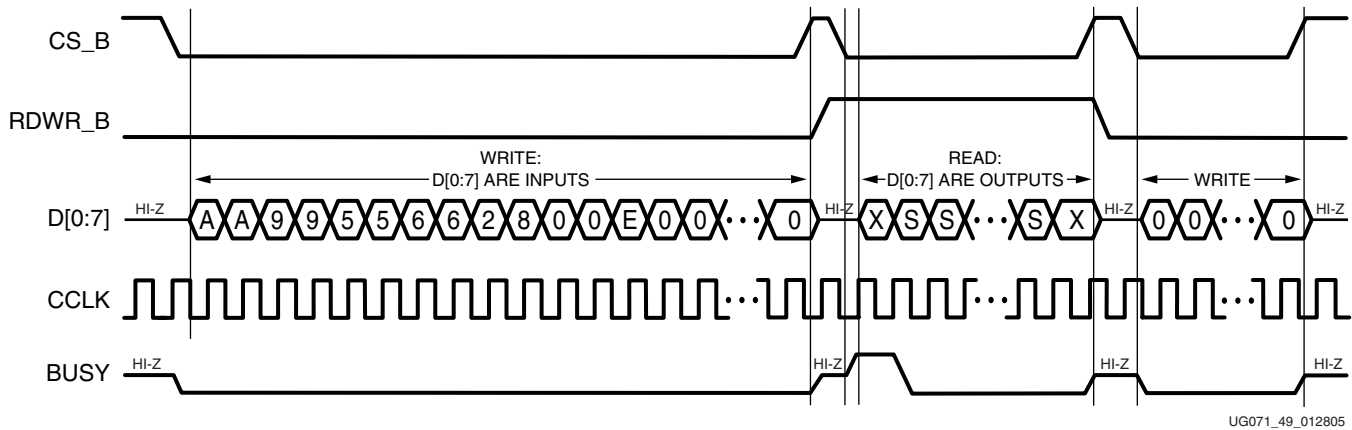 CS_B
RDWR_B
WRITE: READ:
D[0:7] ARE INPUTS D[0:7] ARE OUTPUTS WRITE
D[0:7] HI-Z A A 9 9 5 5 6 6 2 8 0 0 E 0 0 ... 0 HI-Z X S S ... S X HI-Z 0 0 ... 0 HI-Z
CCLK ... ... ...
BUSY HI-Z HI-Z HI-Z HI-Z
UG071_49_012805